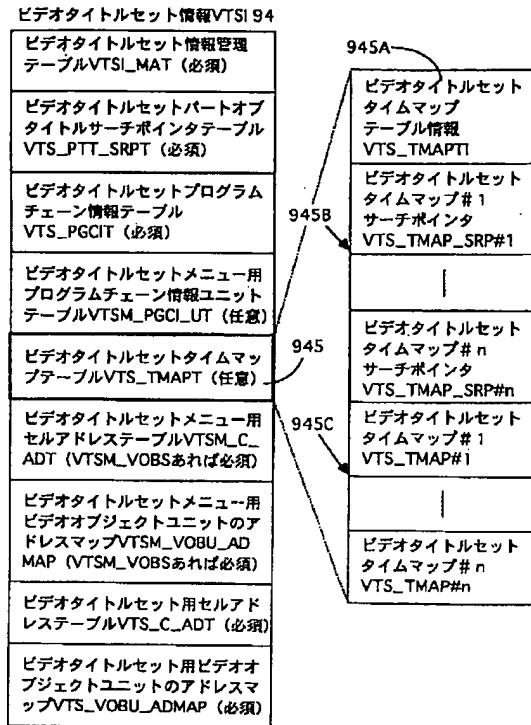 ビデオタイトルセット情報VTSI 94
ビデオタイトルセット情報管理
テーブルVTSI_MAT（必須）
ビデオタイトルセットパートオブ
タイトルサーチポインタテーブル
VTS_PTT_SRPT（必須）
ビデオタイトルセットプログラム
チェーン情報テーブル
VTS_PGCIT（必須）
ビデオタイトルセットメニュー用
プログラムチェーン情報ユニット
テーブルVTSM_PGCI_UT（任意）
ビデオタイトルセットタイムマッ
プテーブルVTS_TMAPT（任意）
ビデオタイトルセットメニュー用
セルアドレステーブルVTSM_C_
ADT（VTSM_VOBSあれば必須）
ビデオタイトルセットメニュー用
ビデオオブジェクトユニットのア
ドレスマップVTSM_VOBU_AD
MAP（VTSM_VOBSあれば必須）
ビデオタイトルセット用セルアド
レステーブルVTS_C_ADT（必須）
ビデオタイトルセット用ビデオオ
ブジェクトユニットのアドレスマ
ップVTS_VOBU_ADMAP（必須）
945
945A
ビデオタイトルセット
タイムマップ
テーブル情報
VTS_TMAPTI
945B
ビデオタイトルセット
タイムマップ＃1
サーチポインタ
VTS_TMAP_SRP#1
ビデオタイトルセット
タイムマップ＃n
サーチポインタ
VTS_TMAP_SRP#n
945C
ビデオタイトルセット
タイムマップ＃1
VTS_TMAP#1
ビデオタイトルセット
タイムマップ＃n
VTS_TMAP#n